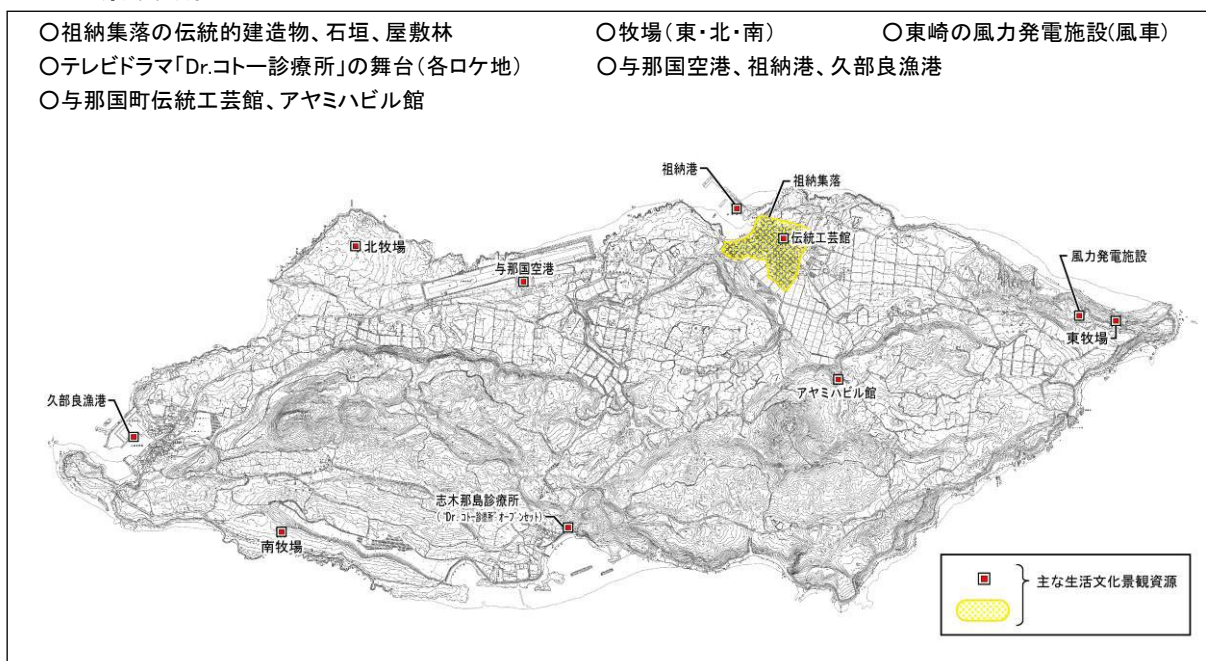 〇祖納集落の伝統的建造物、石垣、屋敷林
〇牧場(東・北・南)
〇東崎の風力発電施設(風車)
〇テレビドラマ「Dr.コトー診療所」の舞台(各ロケ地)
〇与那国空港、祖納港、久部良漁港
〇与那国町伝統工芸館、アヤミハビル館
祖納港
祖納集落
伝統工芸館
北牧場
与那国空港
風力発電施設
東牧場
アヤミハビル館
久部良漁港
志木那島診療所
("Dr.コトー診療所"オープンセット)
南牧場
主な生活文化景観資源